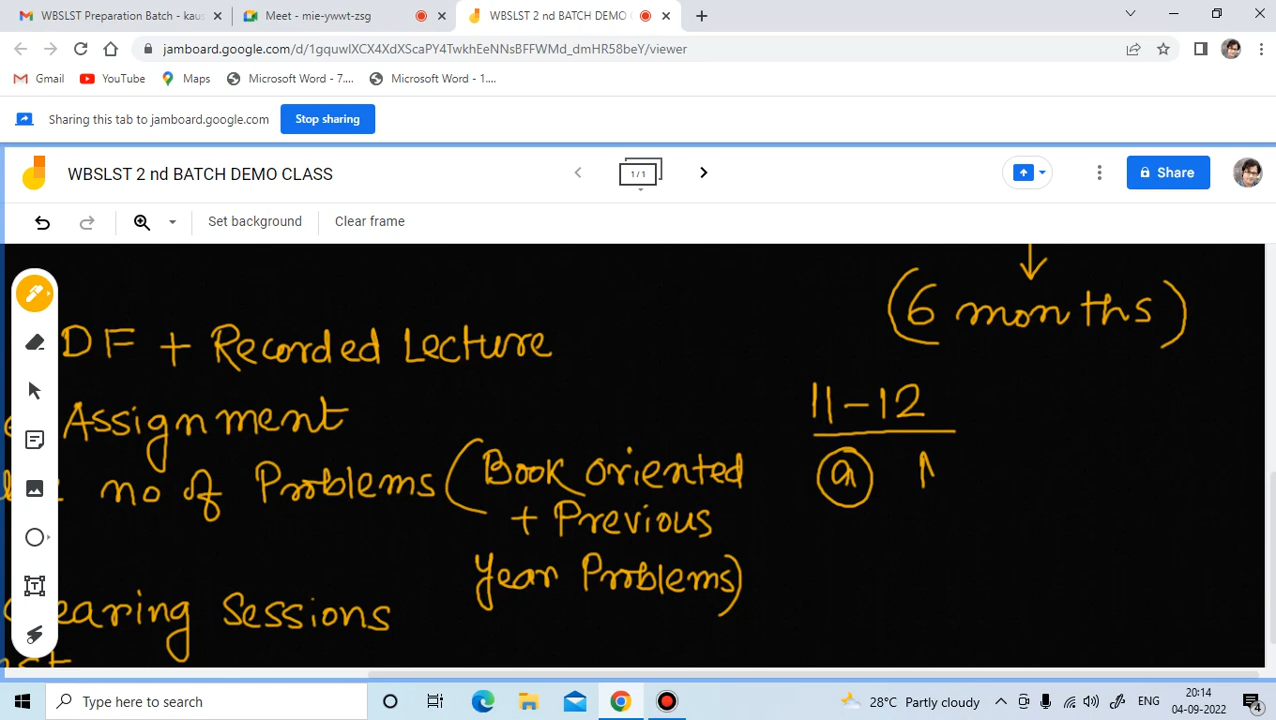 WBSLST Preparation Batch - kaus
Meet - mie-ywwt-zsg
WBSLST 2 nd BATCH DEMO C
jamboard.google.com/d/1gquwlXCX4XdXScaPY4TwkhEeNNsBFFWMd_dmHR58beY/viewer
Gmail YouTube Maps Microsoft Word - 7.... Microsoft Word - 1....
Sharing this tab to jamboard.google.com Stop sharing
WBSLST 2 nd BATCH DEMO CLASS 1/1 Share
Set background Clear frame
(6 months)
DF + Recorded Lecture
11-12
Assignment
a
no of Problems (Book oriented
+ Previous
Year Problems)
earing Sessions
Type here to search 28°C Partly cloudy ENG 20:14
04-09-2022 4